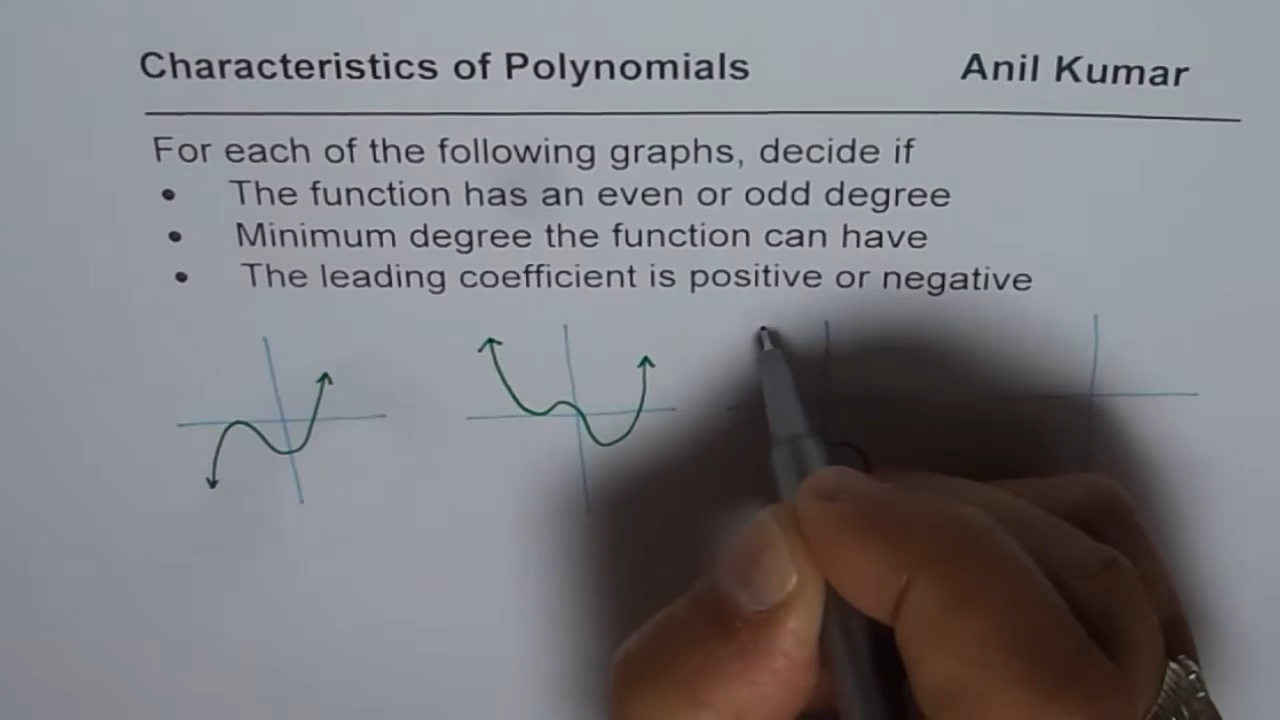 Characteristics of Polynomials Anil Kumar
For each of the following graphs, decide if
• The function has an even or odd degree
• Minimum degree the function can have
• The leading coefficient is positive or negative